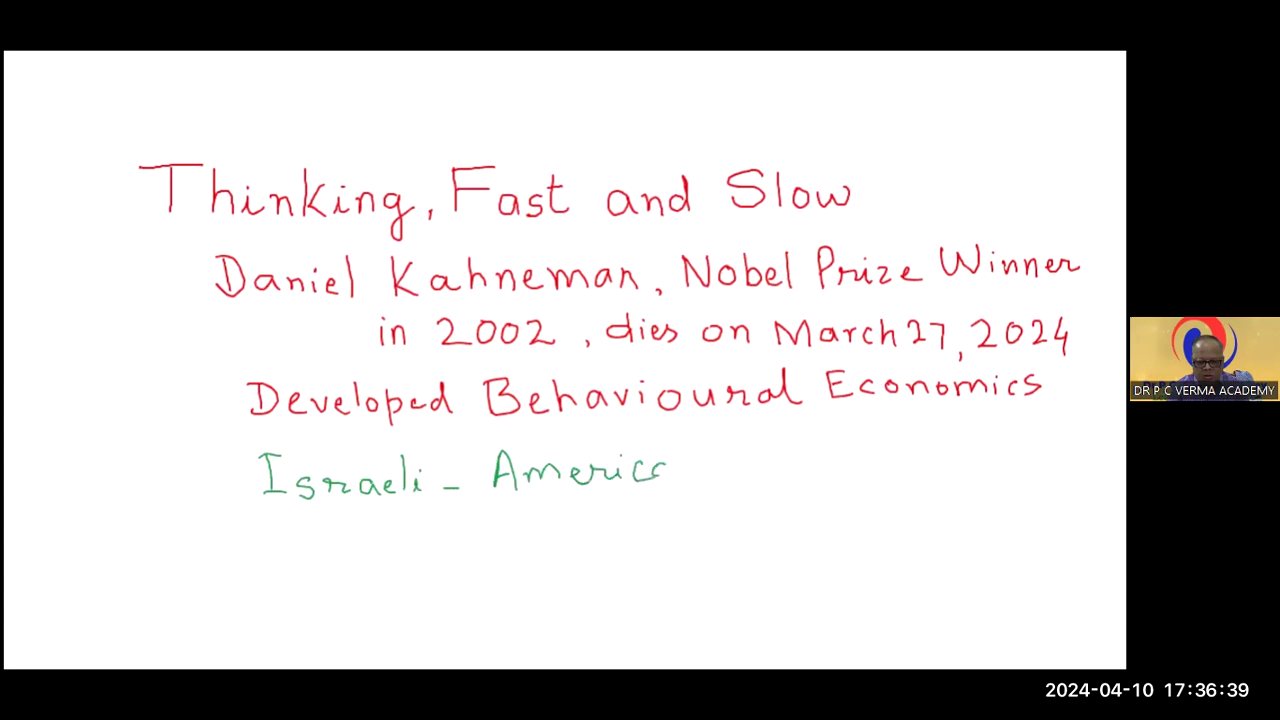 Thinking, Fast and Slow
Daniel Kahneman, Nobel Prize Winner
in 2002, dies on March 27, 2024
Developed Behavioural Economics
Israeli - Americ
DR P C VERMA ACADEMY
2024-04-10 17:36:39